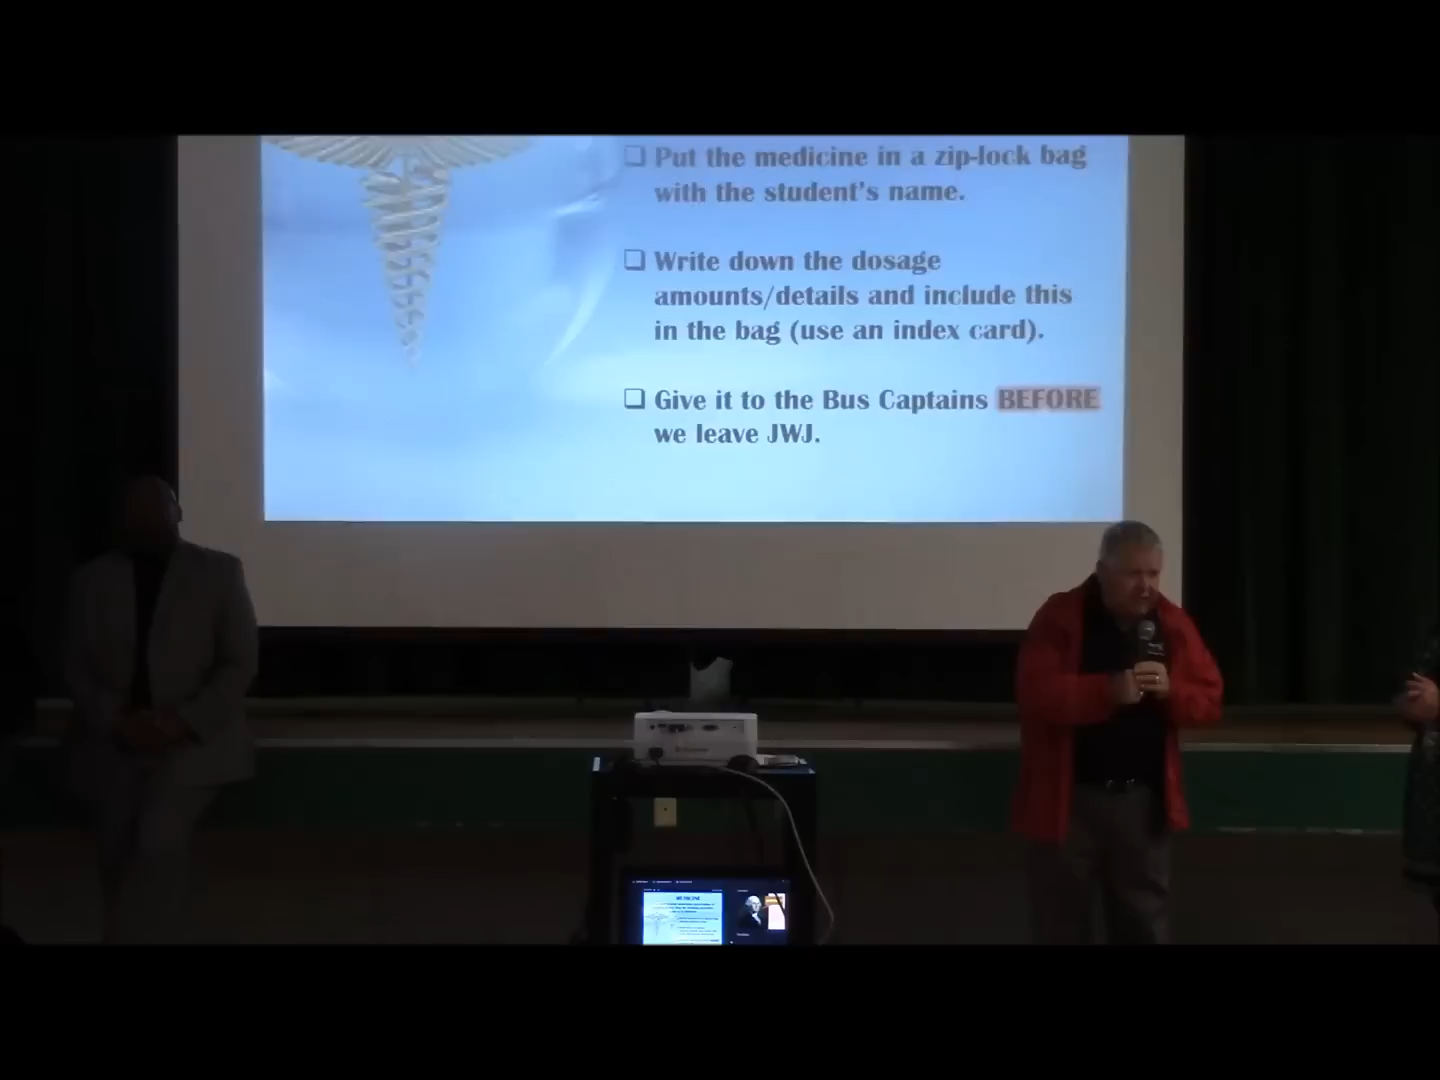 ❑ Put the medicine in a zip-lock bag
with the student's name.
❑ Write down the dosage
amounts/details and include this
in the bag (use an index card).
❑ Give it to the Bus Captains BEFORE
we leave JWJ.
MEDICINE